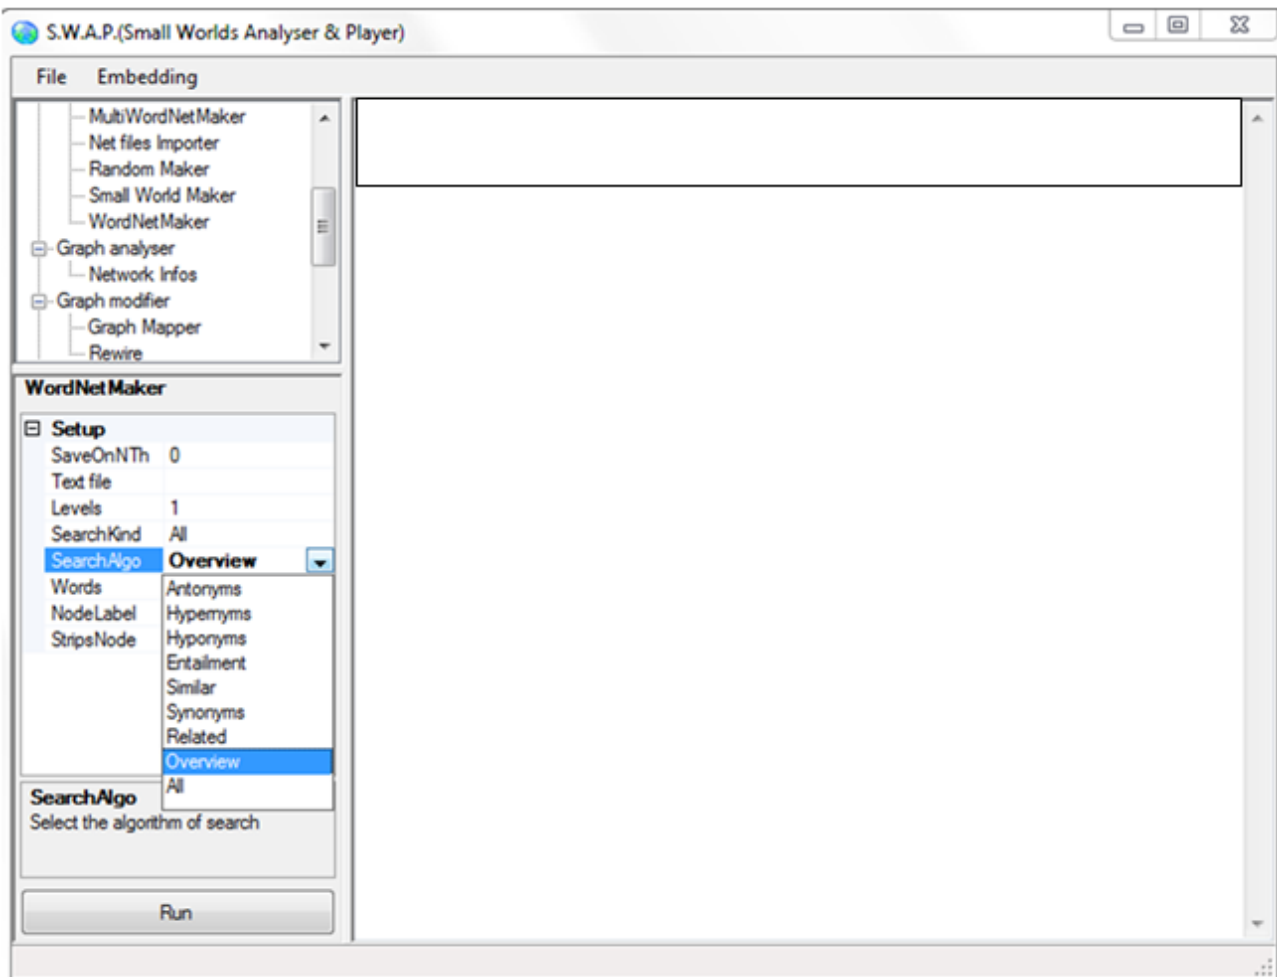 S.W.A.P.(Small Worlds Analyser & Player)
File Embedding
MultiWordNetMaker
Net files Importer
Random Maker
Small World Maker
WordNetMaker
Graph analyser
Network Infos
Graph modifier
Graph Mapper
Rewire
WordNetMaker
Setup
SaveOnNTh 0
Text file
Levels 1
SearchKind All
SearchAlgo Overview
Words
NodeLabel
StripsNode
Antonyms
Hypernyms
Hyponyms
Entailment
Similar
Synonyms
Related
Overview
All
SearchAlgo
Select the algorithm of search
Run